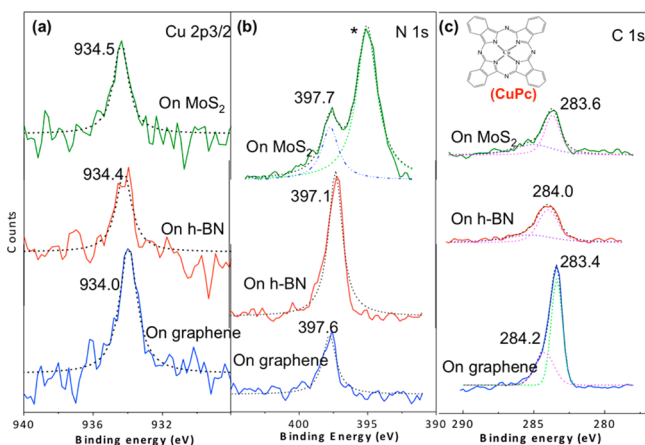 (a)
Cu 2p3/2
934.5
On MoS2
934.4
On h-BN
934.0
On graphene
Counts
940
935
930
Binding energy (eV)
(b)
N 1s
*
397.7
On MoS2
397.1
On h-BN
397.6
On graphene
400
395
Binding Energy (eV)
(c)
C 1s
(CuPc)
283.6
On MoS2
284.0
On h-BN
283.4
284.2
On graphene
290
285
280
Binding energy (eV)